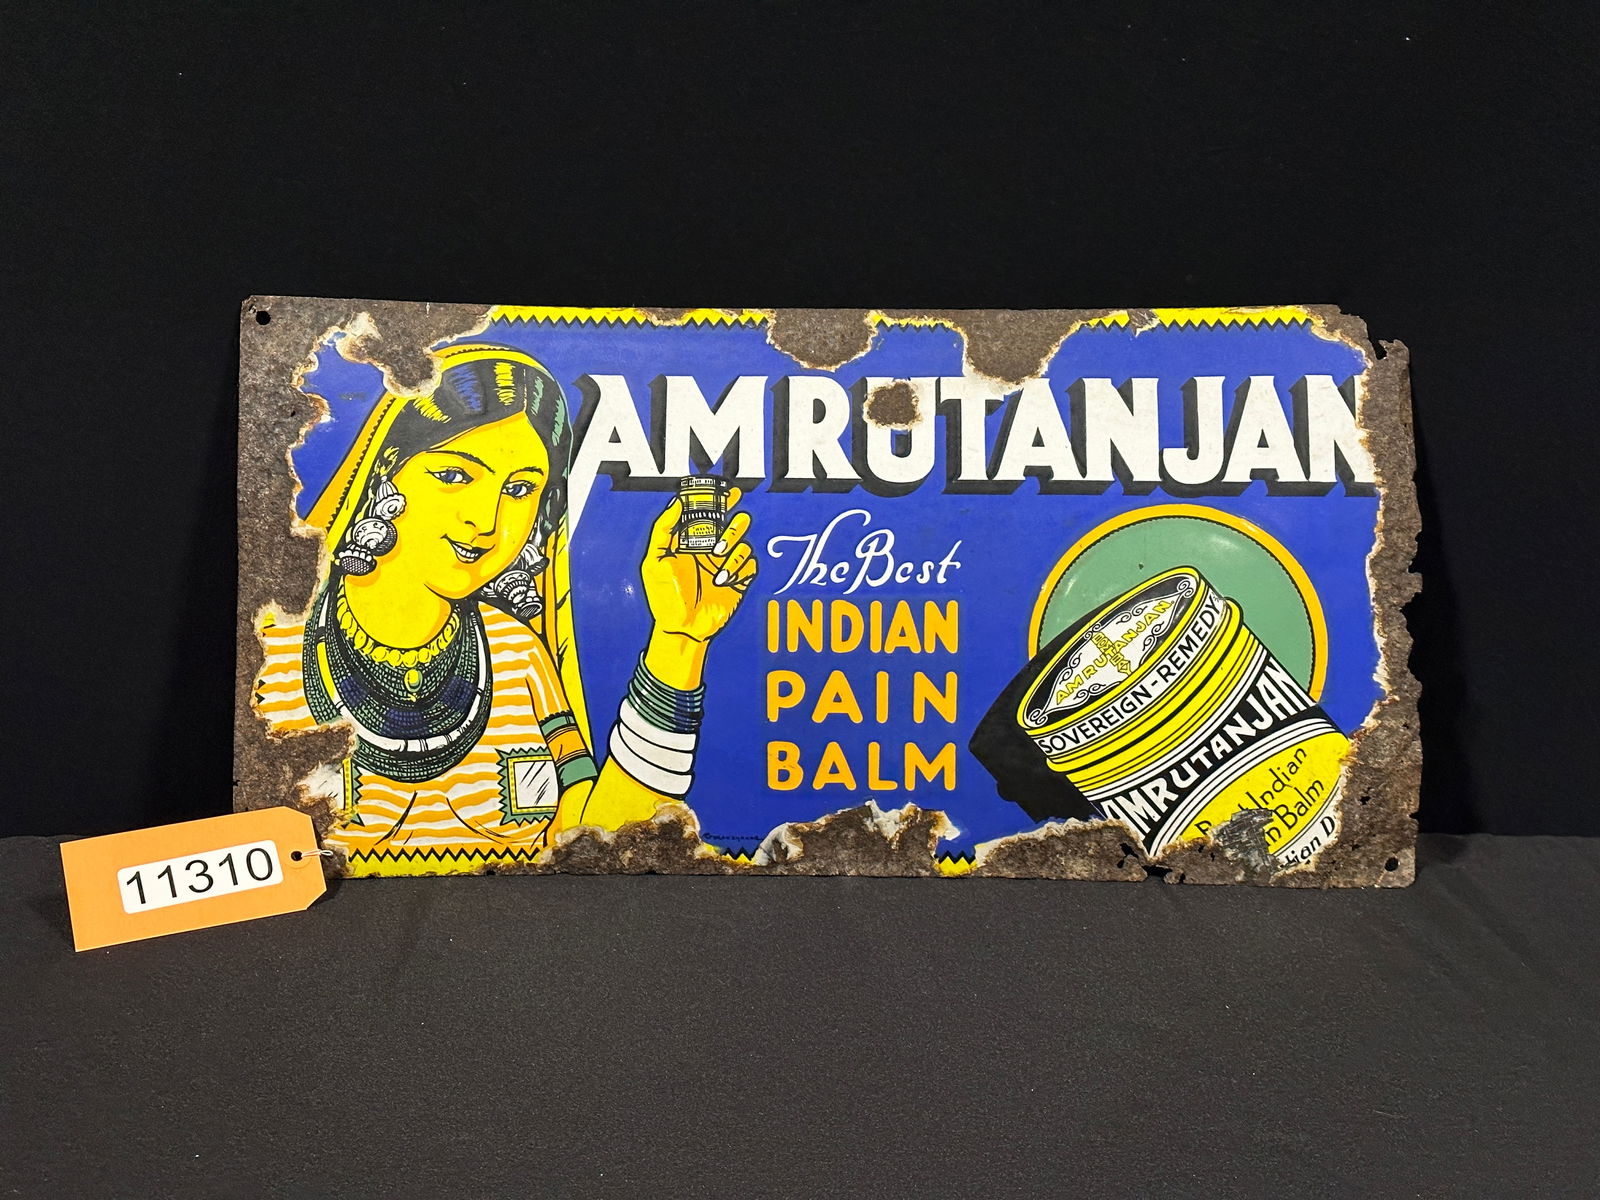 AMRUTANJAN
The Best
INDIAN
PAIN
BALM
AMRUTANJAN
SOVEREIGN-REMEDY
AMRUTANJAN
Indian
Balm
11310